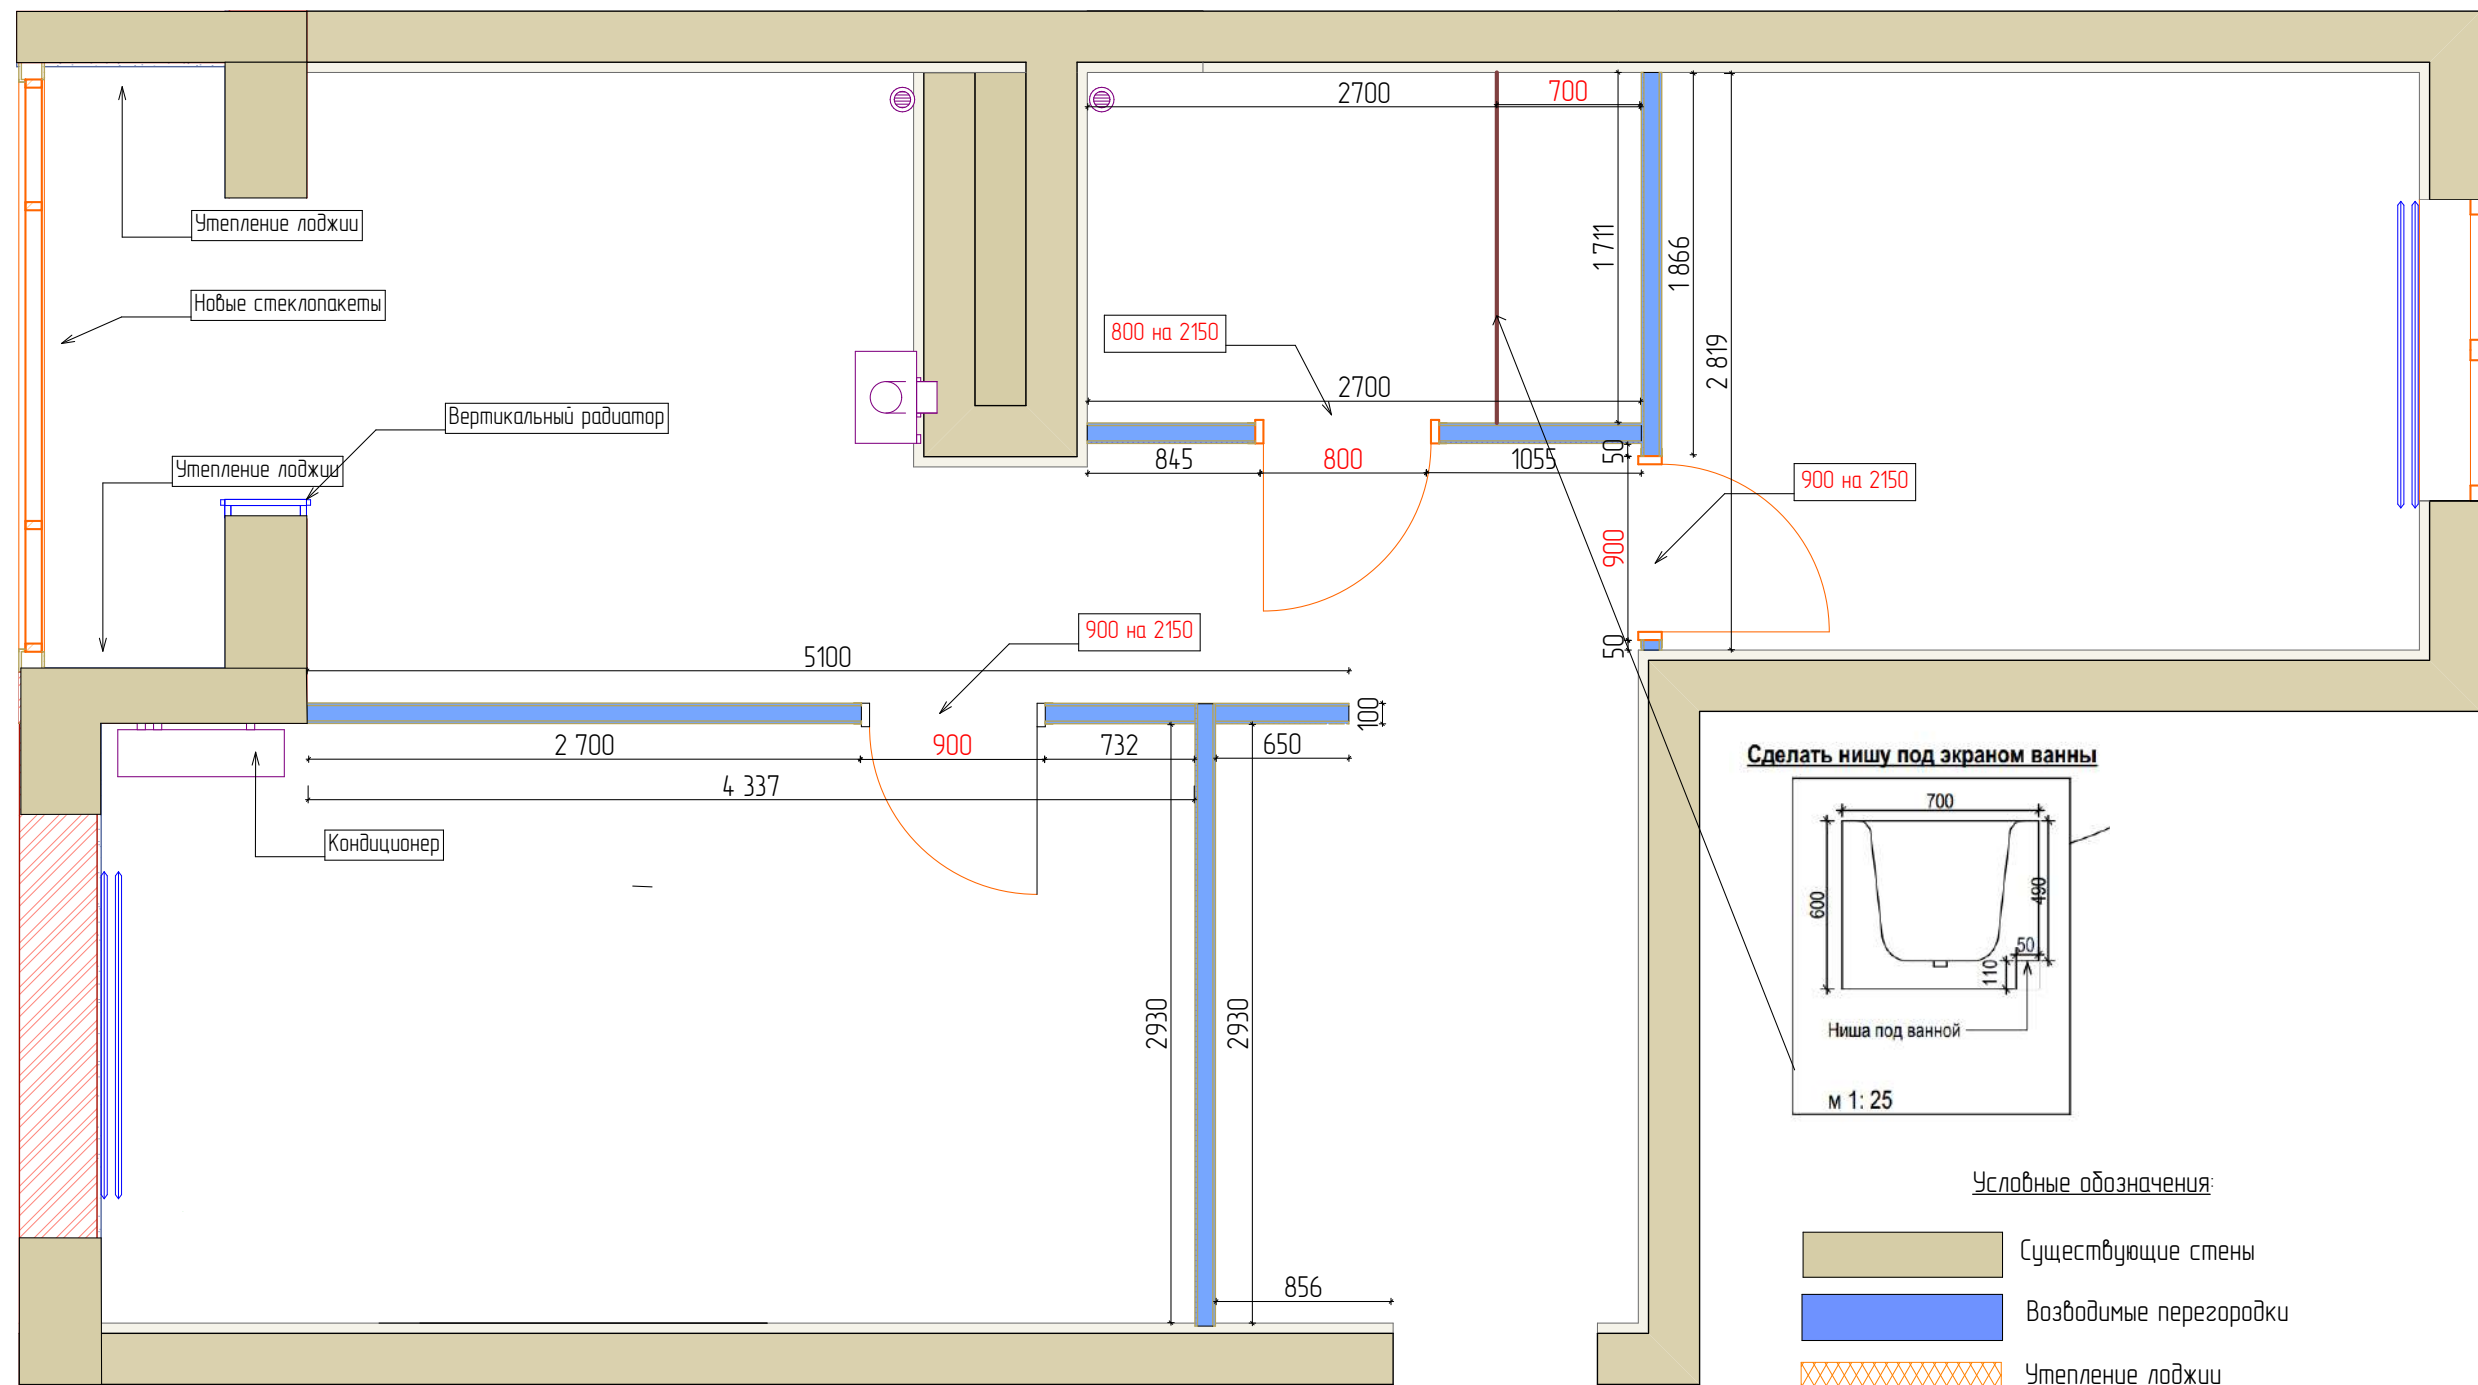 2700
700
1 711
1 866
2 819
Утепление лоджии
Новые стеклопакеты
800 на 2150
2700
Вертикальный радиатор
Утепление лоджии
845
800
1055
50
900 на 2150
900
50
900 на 2150
5100
100
2 700
900
732
650
4 337
Кондиционер
2930
2930
856
Сделать нишу под экраном ванны
700
600
490
50
110
Ниша под ванной
м 1: 25
Условные обозначения:
Существующие стены
Возводимые перегородки
Утепление лоджии